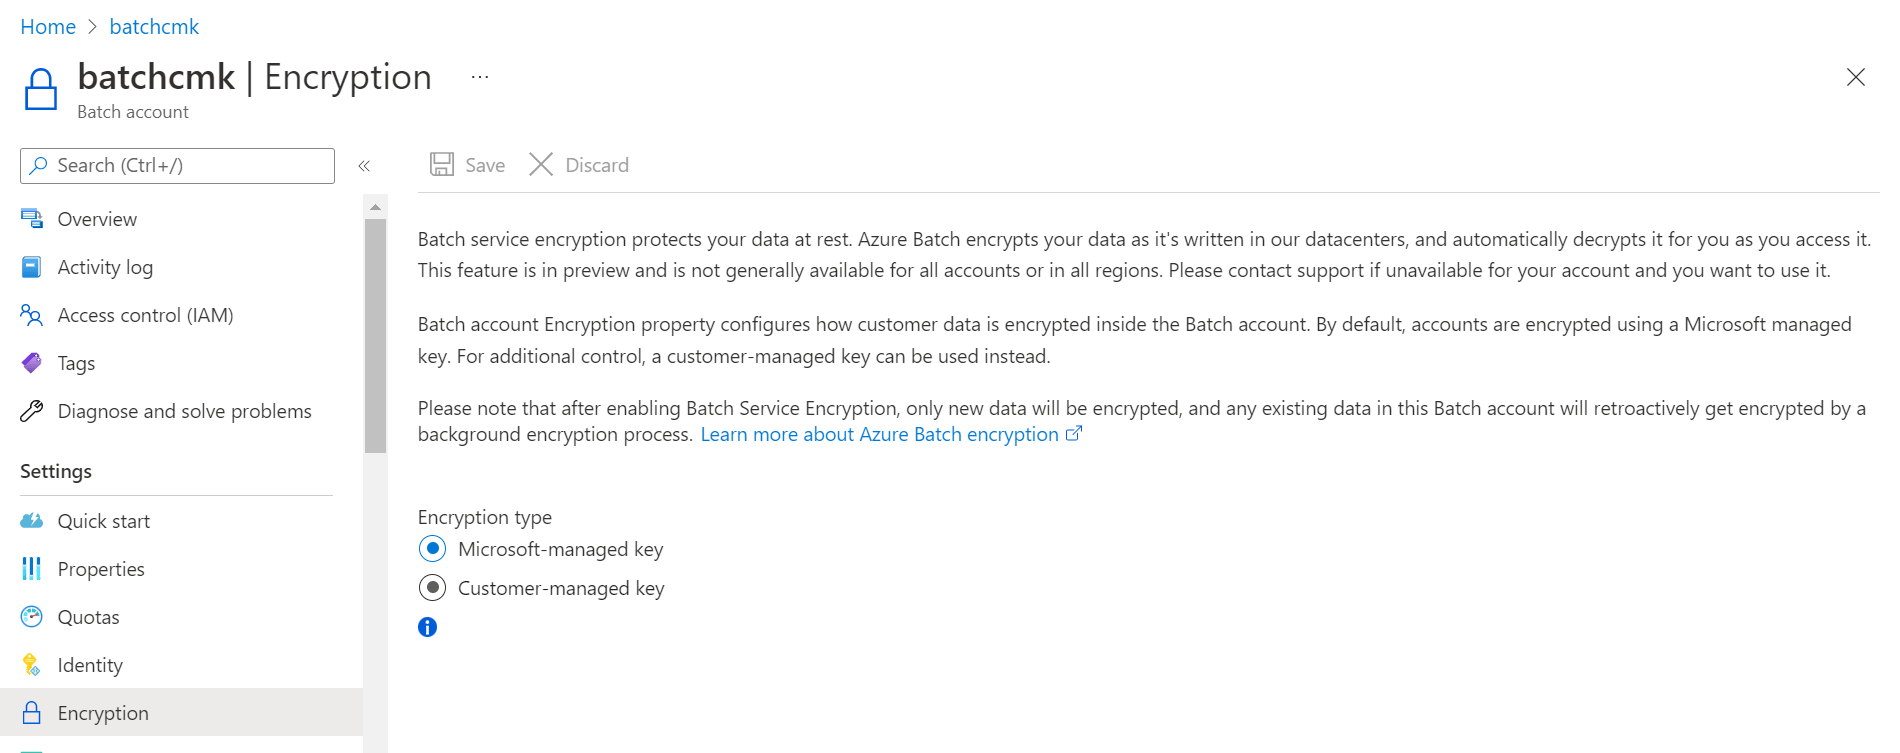 Home > batchcmk
batchcmk | Encryption ...
Batch account
Search (Ctrl+/) «
Overview
Activity log
Access control (IAM)
Tags
Diagnose and solve problems
Settings
Quick start
Properties
Quotas
Identity
Encryption
Save Discard
Batch service encryption protects your data at rest. Azure Batch encrypts your data as it's written in our datacenters, and automatically decrypts it for you as you access it.
This feature is in preview and is not generally available for all accounts or in all regions. Please contact support if unavailable for your account and you want to use it.
Batch account Encryption property configures how customer data is encrypted inside the Batch account. By default, accounts are encrypted using a Microsoft managed
key. For additional control, a customer-managed key can be used instead.
Please note that after enabling Batch Service Encryption, only new data will be encrypted, and any existing data in this Batch account will retroactively get encrypted by a
background encryption process. Learn more about Azure Batch encryption
Encryption type
Microsoft-managed key
Customer-managed key